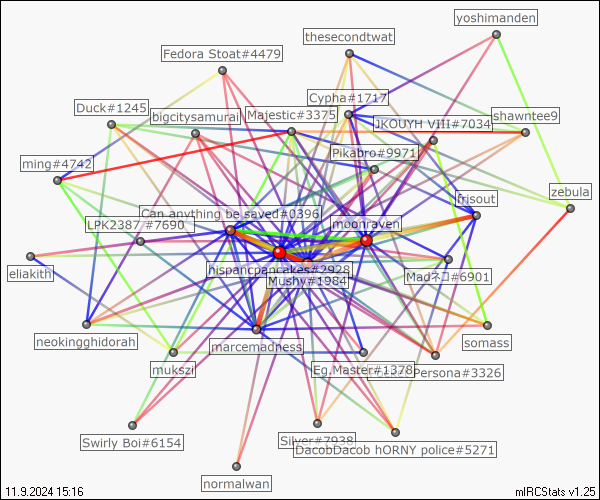 yoshimanden
thesecondtwat
Fedora Stoat#4479
Cypha#1717
Duck#1245
bigcitysamurai
Majestic#3375
shawntee9
JKOUYH VIII#7034
Pikabro#9971
ming#4742
frisout
zebula
Can anything be saved#0396
LPK2387 #7690
moonraven
eliakith
hispancpancakes#2928
Mushy#1984
#6901
neokingghidorah
marcemadness
somass
mukszi
Eg.Master#1378
Persona#3326
Swirly Boi#6154
Silver#7938
DacobDacob hORNY police#5271
normalwan
11.9.2024 15:16
mIRCStats v1.25